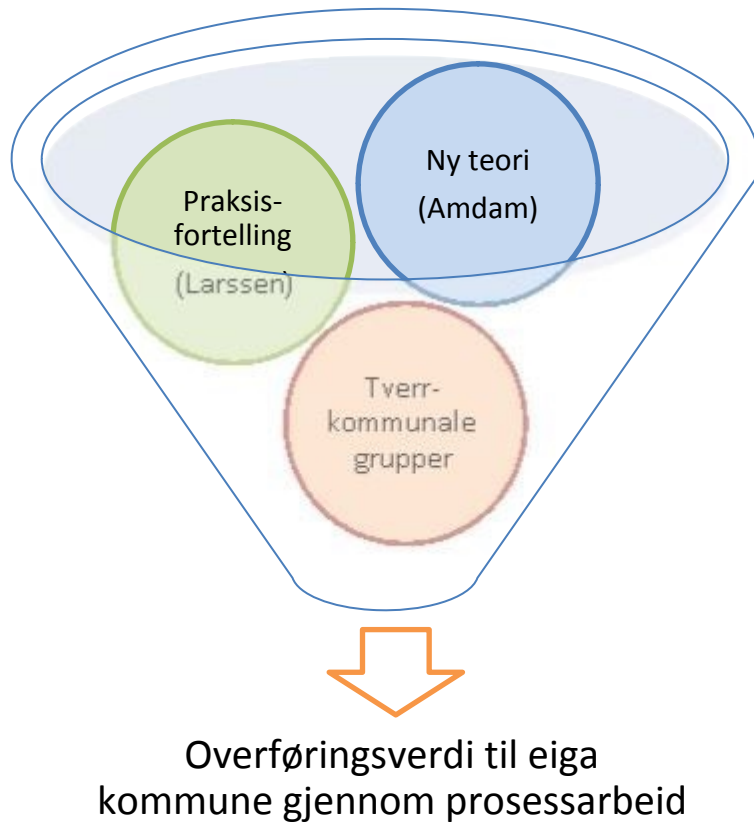 Praksis-
fortelling
(Larssen)
Ny teori
(Amdam)
Tverr-
kommunale
grupper
Overføringsverdi til eiga
kommune gjennom prosessarbeid